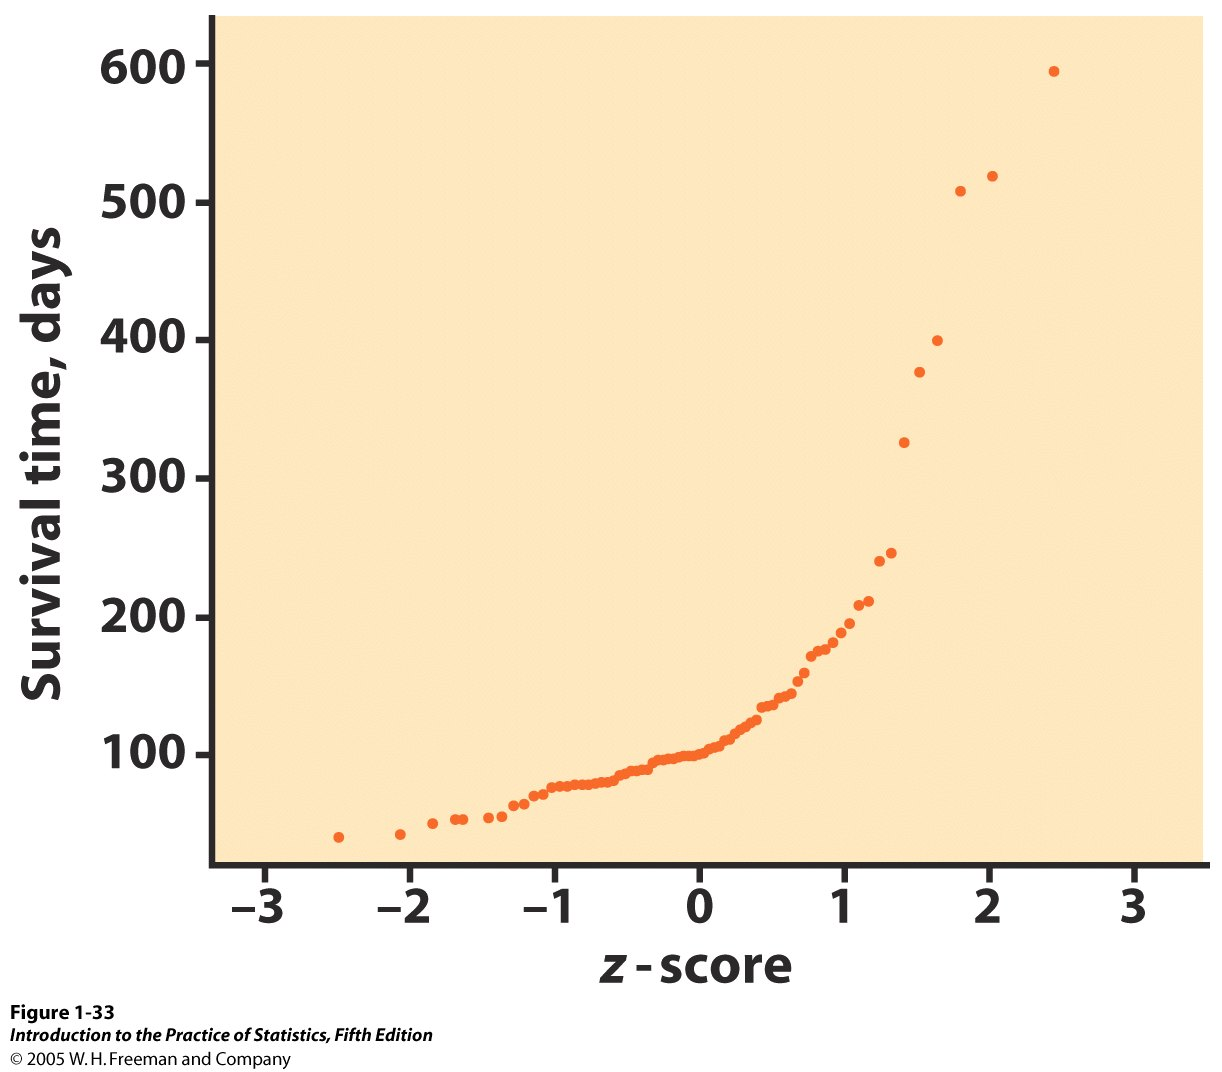 600
500
400
300
200
100
Survival time, days
–3 –2 –1 0 1 2 3
z-score
Figure 1-33
Introduction to the Practice of Statistics, Fifth Edition
© 2005 W. H. Freeman and Company